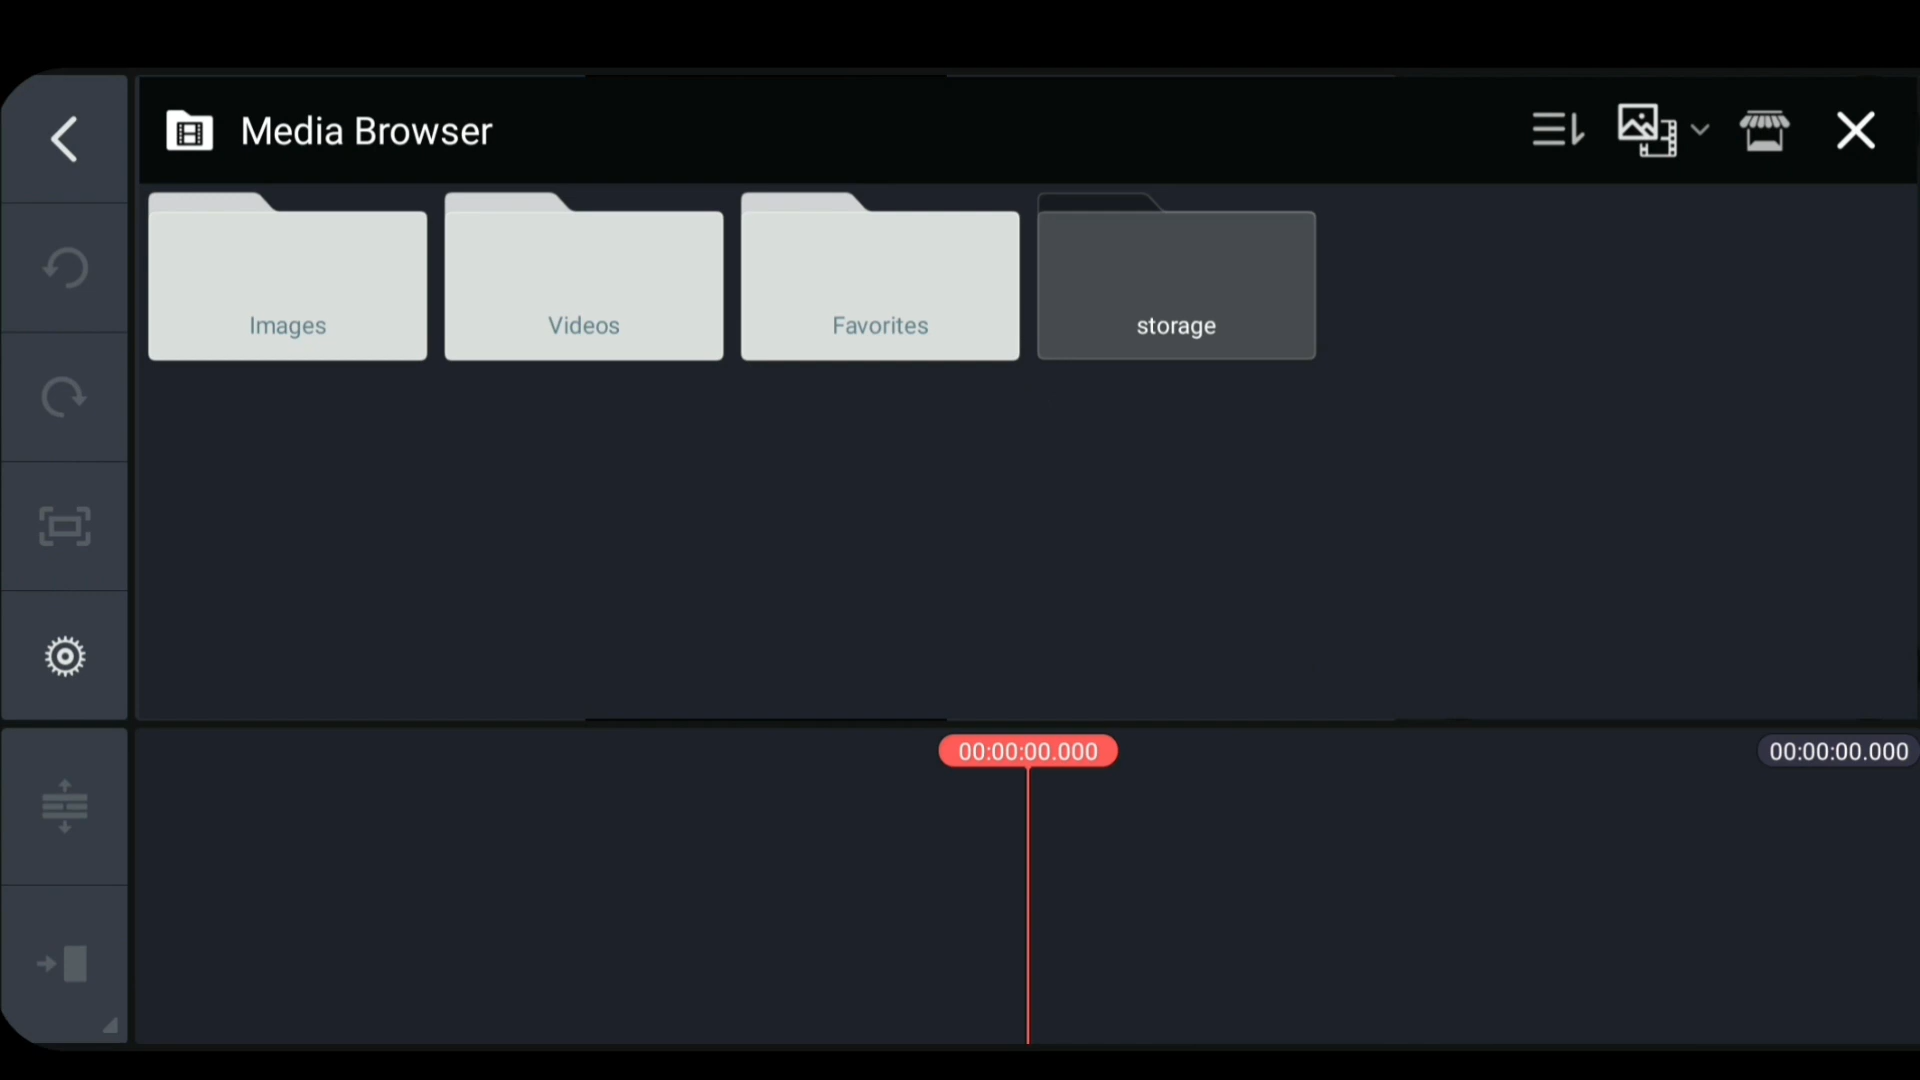 Media Browser
Images
Videos
Favorites
storage
00:00:00.000
00:00:00.000